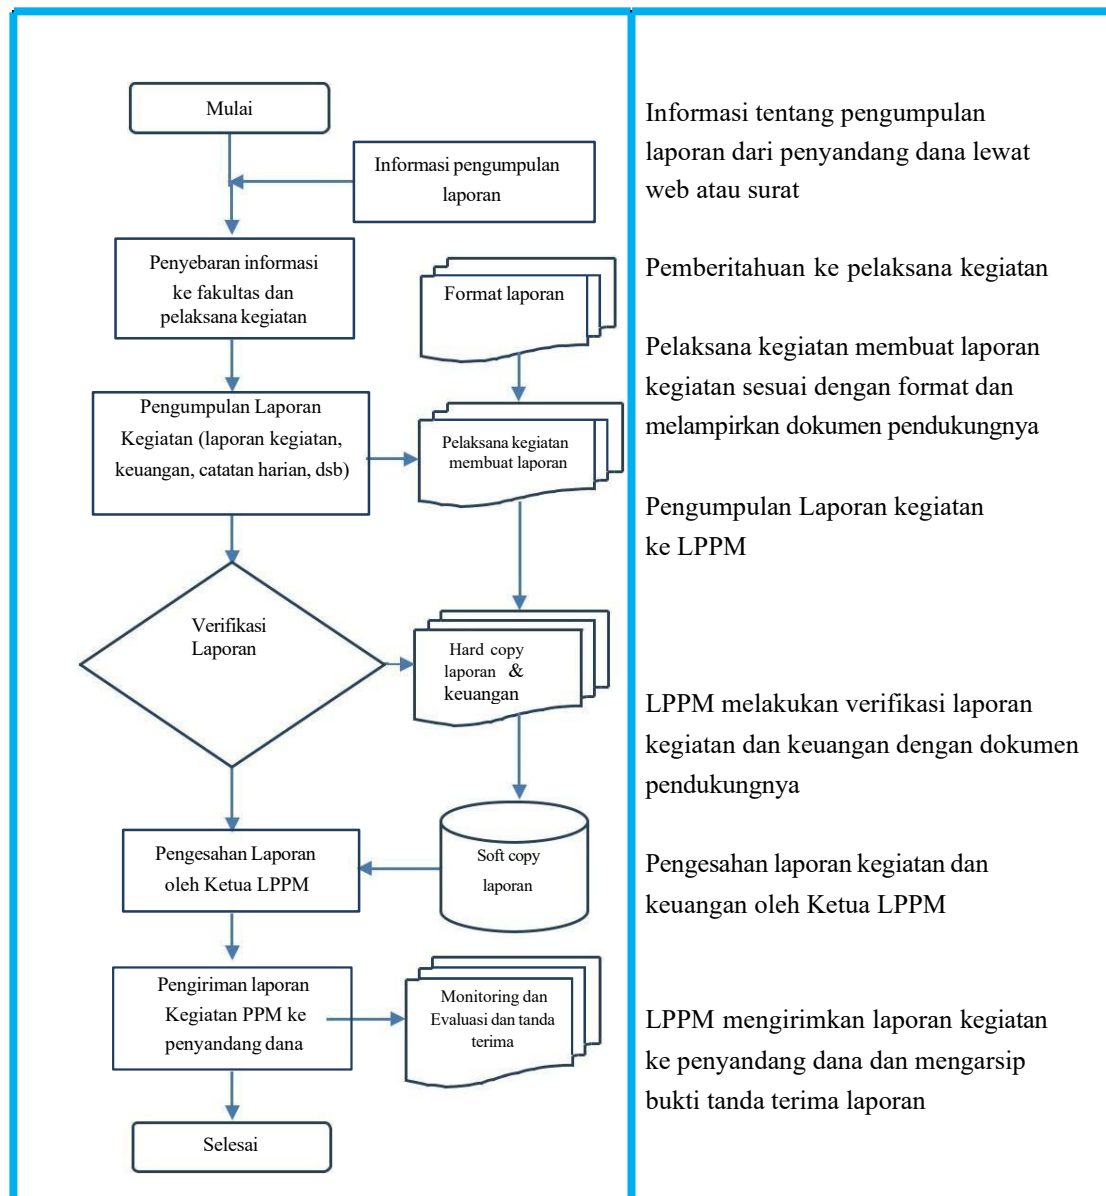 Mulai
Informasi pengumpulan
laporan
Penyebaran informasi
ke fakultas dan
pelaksana kegiatan
Format laporan
Pengumpulan Laporan
Kegiatan (laporan kegiatan,
keuangan, catatan harian, dsb)
Pelaksana kegiatan
membuat laporan
Verifikasi
Laporan
Hard copy
laporan &
keuangan
Pengesahan Laporan
oleh Ketua LPPM
Soft copy
laporan
Pengiriman laporan
Kegiatan PPM ke
penyandang dana
Monitoring dan
Evaluasi dan tanda
terima
Selesai
Informasi tentang pengumpulan
laporan dari penyandang dana lewat
web atau surat
Pemberitahuan ke pelaksana kegiatan
Pelaksana kegiatan membuat laporan
kegiatan sesuai dengan format dan
melampirkan dokumen pendukungnya
Pengumpulan Laporan kegiatan
ke LPPM
LPPM melakukan verifikasi laporan
kegiatan dan keuangan dengan dokumen
pendukungnya
Pengesahan laporan kegiatan dan
keuangan oleh Ketua LPPM
LPPM mengirimkan laporan kegiatan
ke penyandang dana dan mengarsip
bukti tanda terima laporan